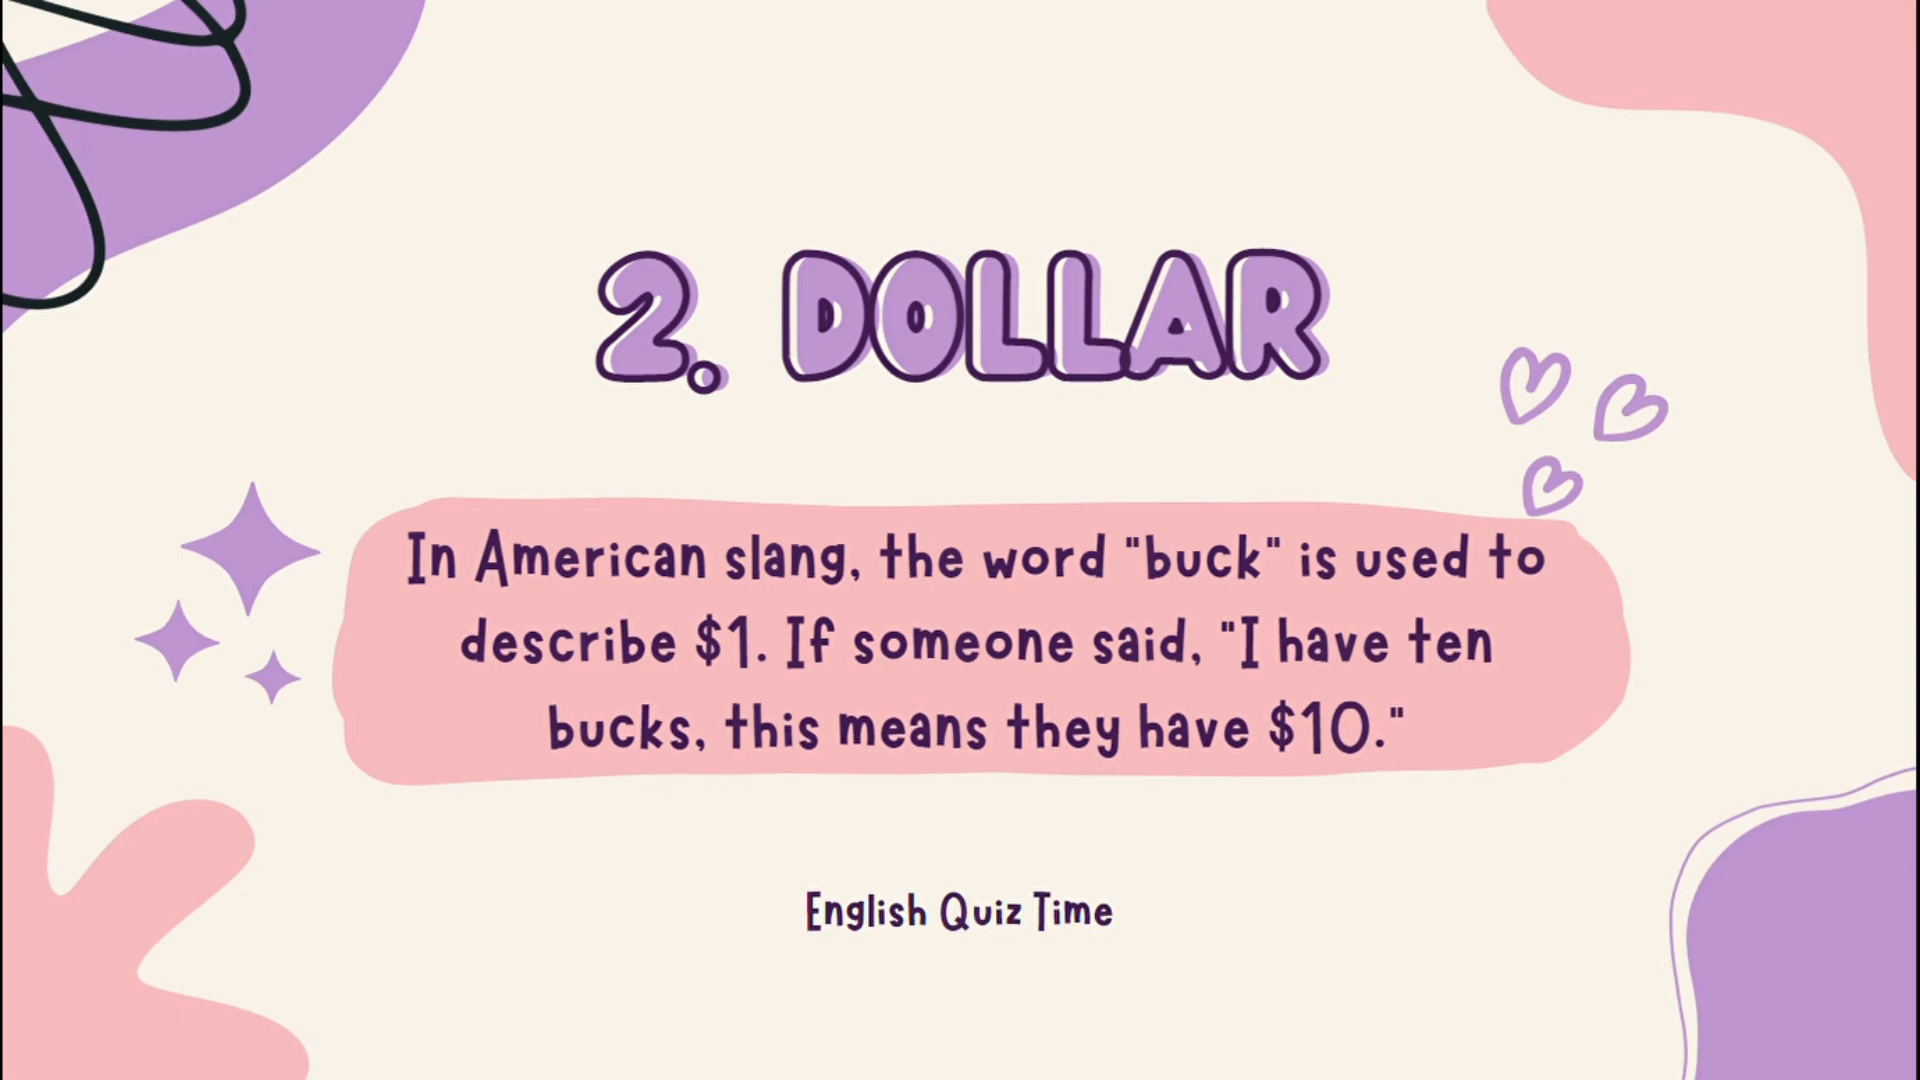 2. DOLLAR
In American slang, the word "buck" is used to
describe $1. If someone said, "I have ten
bucks, this means they have $10."
English Quiz Time